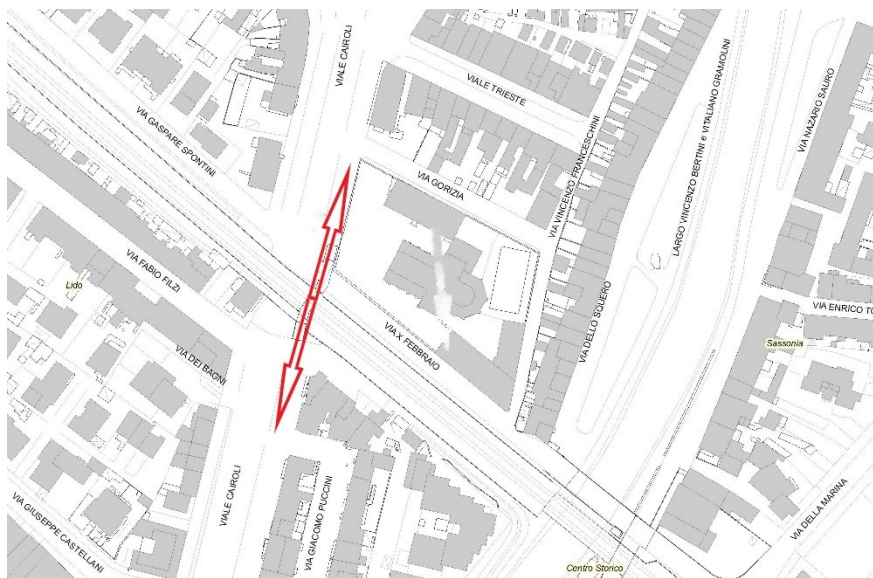 VIALE CAIROLI
VIA GASPARE SPONTINI
VIALE TRIESTE
VIA GORIZIA
VIA VINCENZO FRANCESCHINI
LARGO VINCENZO BERTINI e VITALIANO GRAMOLINI
VIA NAZARIO SAURO
VIA FABIO FILZI
Lido
VIA DEI BAGNI
VIA X FEBBRAIO
VIA DELLO SQUERO
VIA ENRICO TO
Sassonia
VIALE CAIROLI
VIA GIACOMO PUCCINI
VIA GIUSEPPE CASTELLANI
VIA DELLA MARINA
Centro Storico